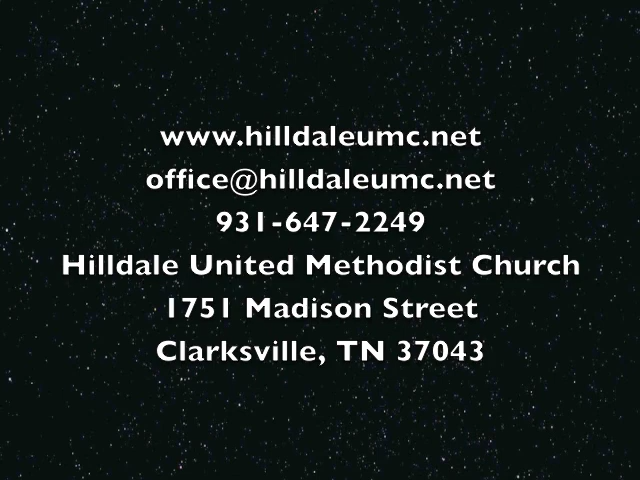 www.hilldaleumc.net
office@hilldaleumc.net
931-647-2249
Hilldale United Methodist Church
1751 Madison Street
Clarksville, TN 37043